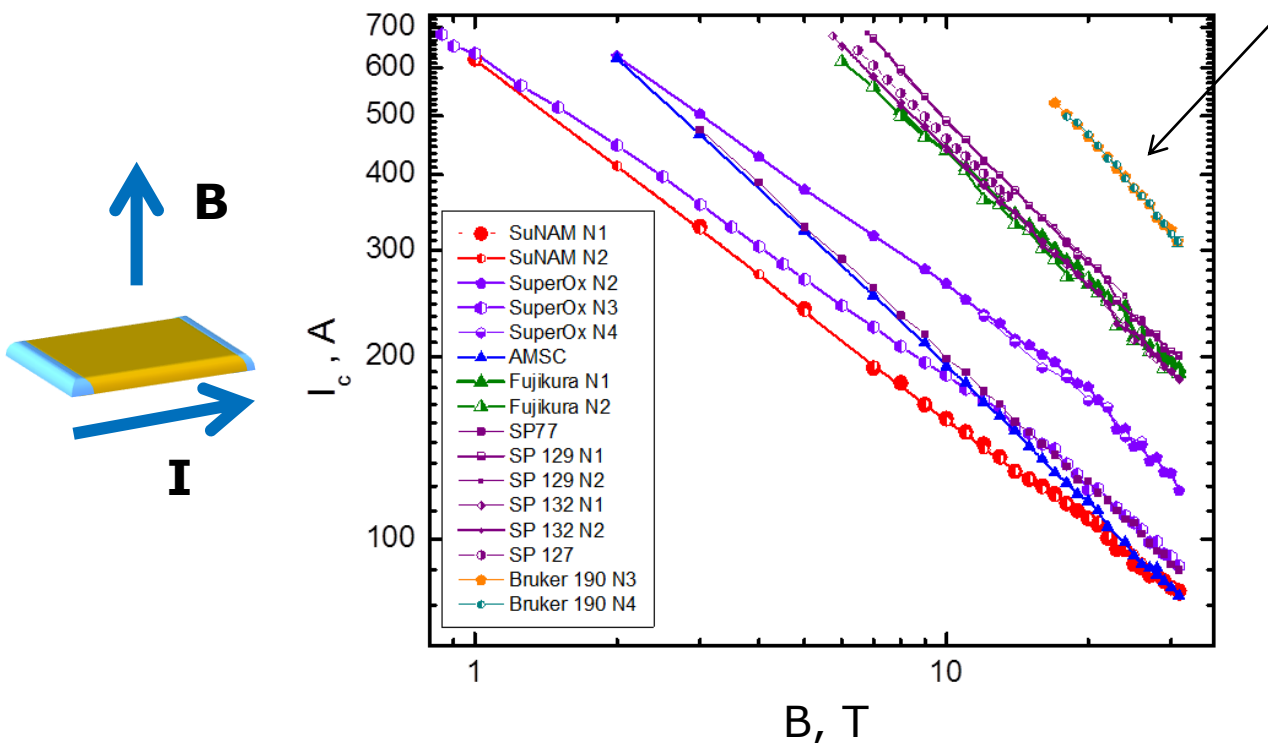 B
I
700
600
500
400
300
200
100
I_c, A
SuNAM N1
SuNAM N2
SuperOx N2
SuperOx N3
SuperOx N4
AMSC
Fujikura N1
Fujikura N2
SP77
SP 129 N1
SP 129 N2
SP 132 N1
SP 132 N2
SP 127
Bruker 190 N3
Bruker 190 N4
1
10
B, T